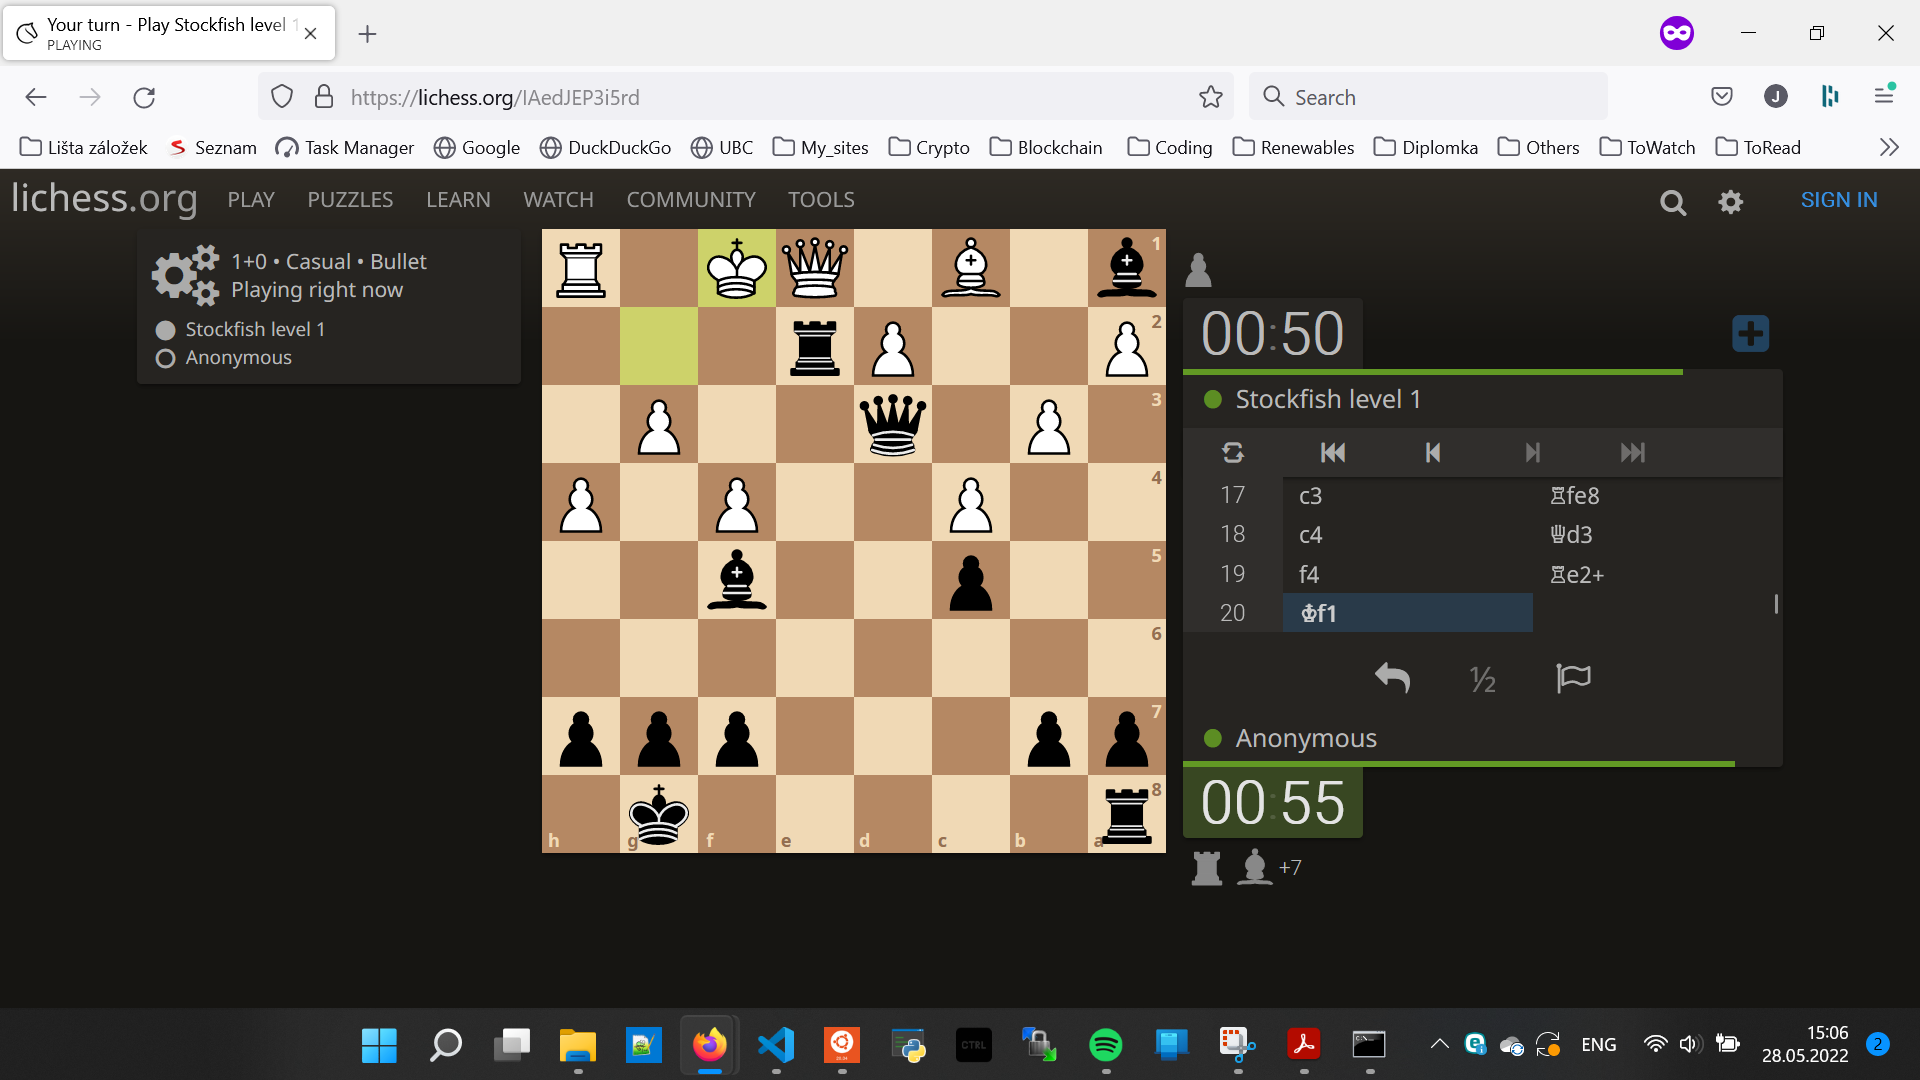 Your turn - Play Stockfish level 1
PLAYING
https://lichess.org/IAedJEP3i5rd
Search
J
Lišta záložek
Seznam
Task Manager
Google
DuckDuckGo
UBC
My_sites
Crypto
Blockchain
Coding
Renewables
Diplomka
Others
ToWatch
ToRead
lichess.org
PLAY
PUZZLES
LEARN
WATCH
COMMUNITY
TOOLS
SIGN IN
1+0 • Casual • Bullet
Playing right now
Stockfish level 1
Anonymous
1
2
3
4
5
6
7
8
h
g
f
e
d
c
b
a
00:50
Stockfish level 1
17 c3 ♖fe8
18 c4 ♕d3
19 f4 ♖e2+
20 ♔f1
½
Anonymous
00:55
+7
CTRL
ENG
15:06
28.05.2022
2